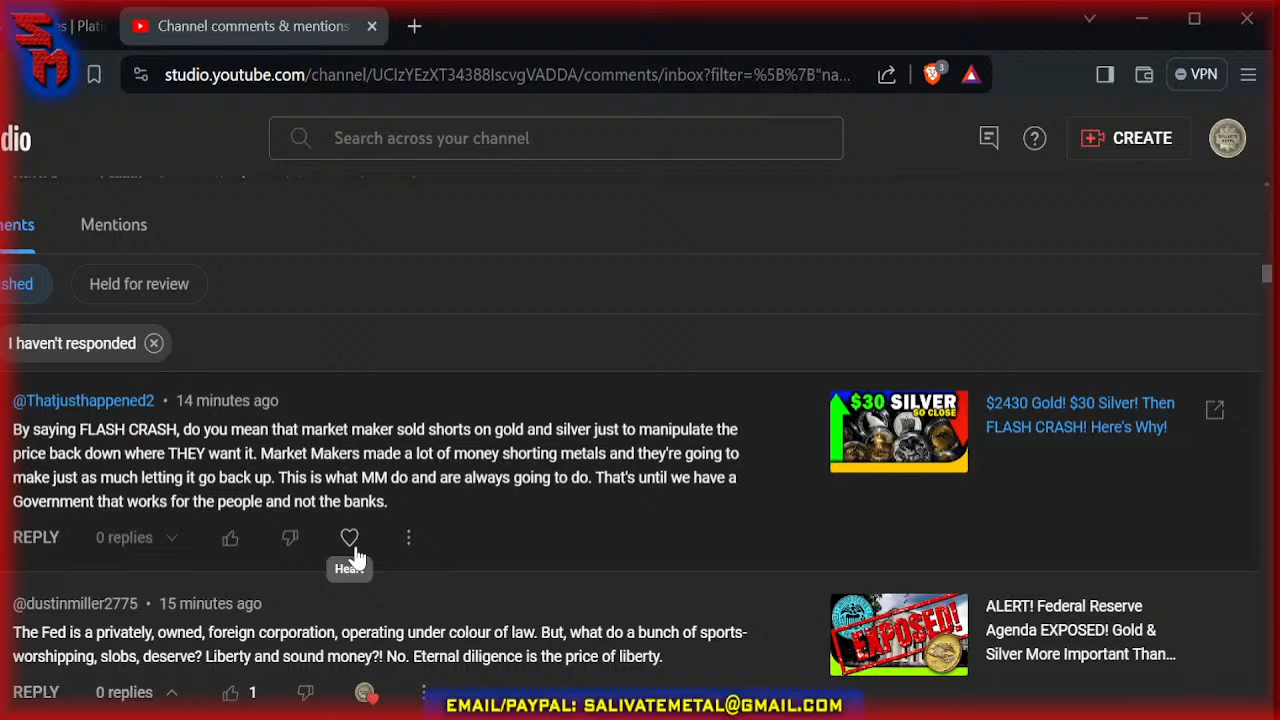 SM
es | Plati
Channel comments & mentions
studio.youtube.com/channel/UCIzYEzXT34388IscvgVADDA/comments/inbox?filter=%5B%7B"na...
3
VPN
dio
Search across your channel
CREATE
ents
Mentions
shed
Held for review
I haven't responded
@Thatjusthappened2 • 14 minutes ago
By saying FLASH CRASH, do you mean that market maker sold shorts on gold and silver just to manipulate the
price back down where THEY want it. Market Makers made a lot of money shorting metals and they're going to
make just as much letting it go back up. This is what MM do and are always going to do. That's until we have a
Government that works for the people and not the banks.
$30 SILVER
SO CLOSE
$2430 Gold! $30 Silver! Then
FLASH CRASH! Here's Why!
REPLY
0 replies
@dustinmiller2775 • 15 minutes ago
The Fed is a privately, owned, foreign corporation, operating under colour of law. But, what do a bunch of sports-
worshipping, slobs, deserve? Liberty and sound money?! No. Eternal diligence is the price of liberty.
EXPOSED!
ALERT! Federal Reserve
Agenda EXPOSED! Gold &
Silver More Important Than...
REPLY
0 replies
1
EMAIL/PAYPAL: SALIVATEMETAL@GMAIL.COM